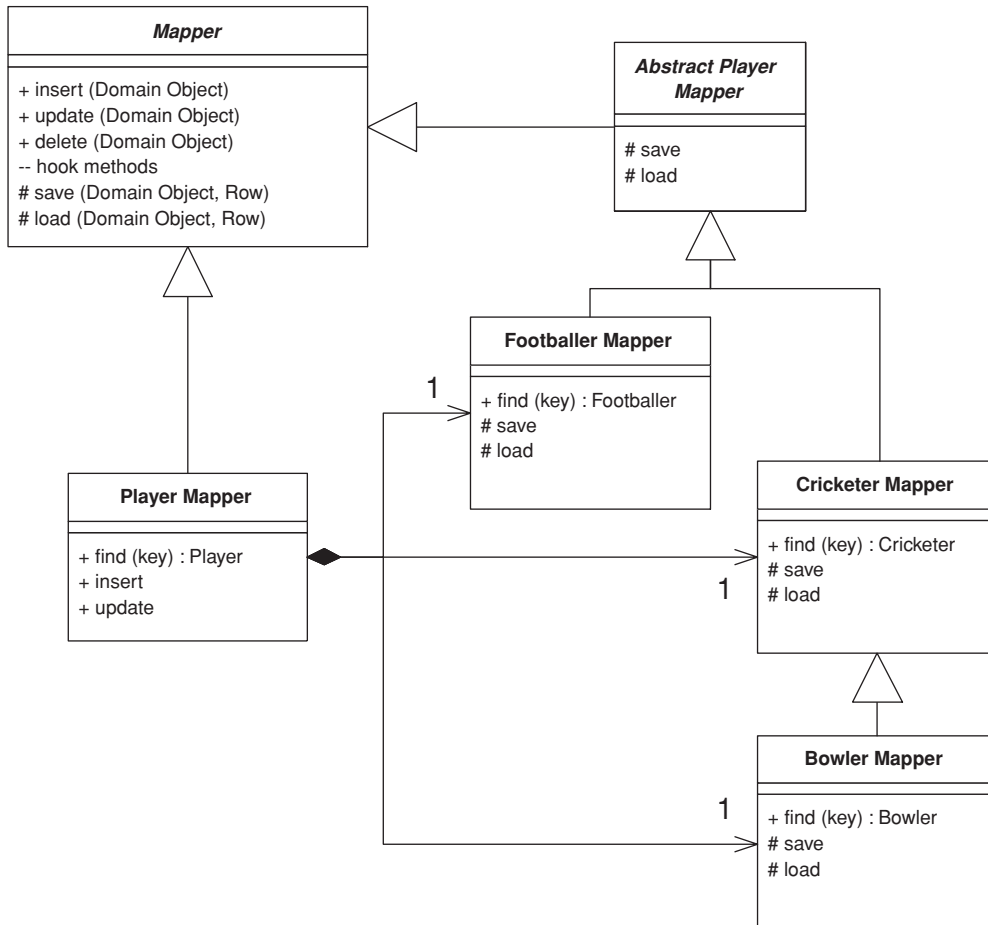 Mapper
+ insert (Domain Object)
+ update (Domain Object)
+ delete (Domain Object)
-- hook methods
# save (Domain Object, Row)
# load (Domain Object, Row)
Abstract Player
Mapper
# save
# load
Footballer Mapper
+ find (key) : Footballer
# save
# load
1
Player Mapper
+ find (key) : Player
+ insert
+ update
Cricketer Mapper
+ find (key) : Cricketer
# save
# load
1
Bowler Mapper
+ find (key) : Bowler
# save
# load
1